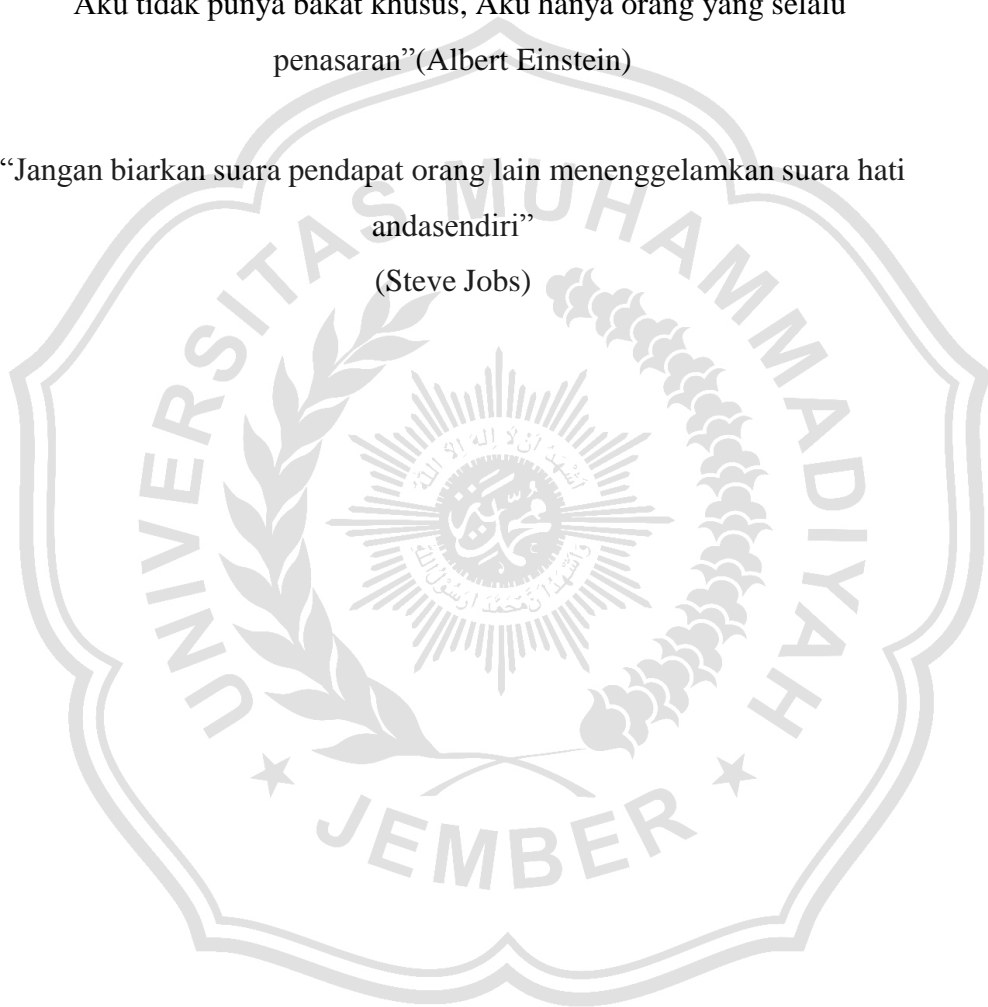 Aku tidak punya bakat khusus, Aku hanya orang yang selalu
penasaran”(Albert Einstein)
“Jangan biarkan suara pendapat orang lain menenggelamkan suara hati
andasendiri”
(Steve Jobs)
UNIVERSITAS MUHAMMADIYAH
JEMBER